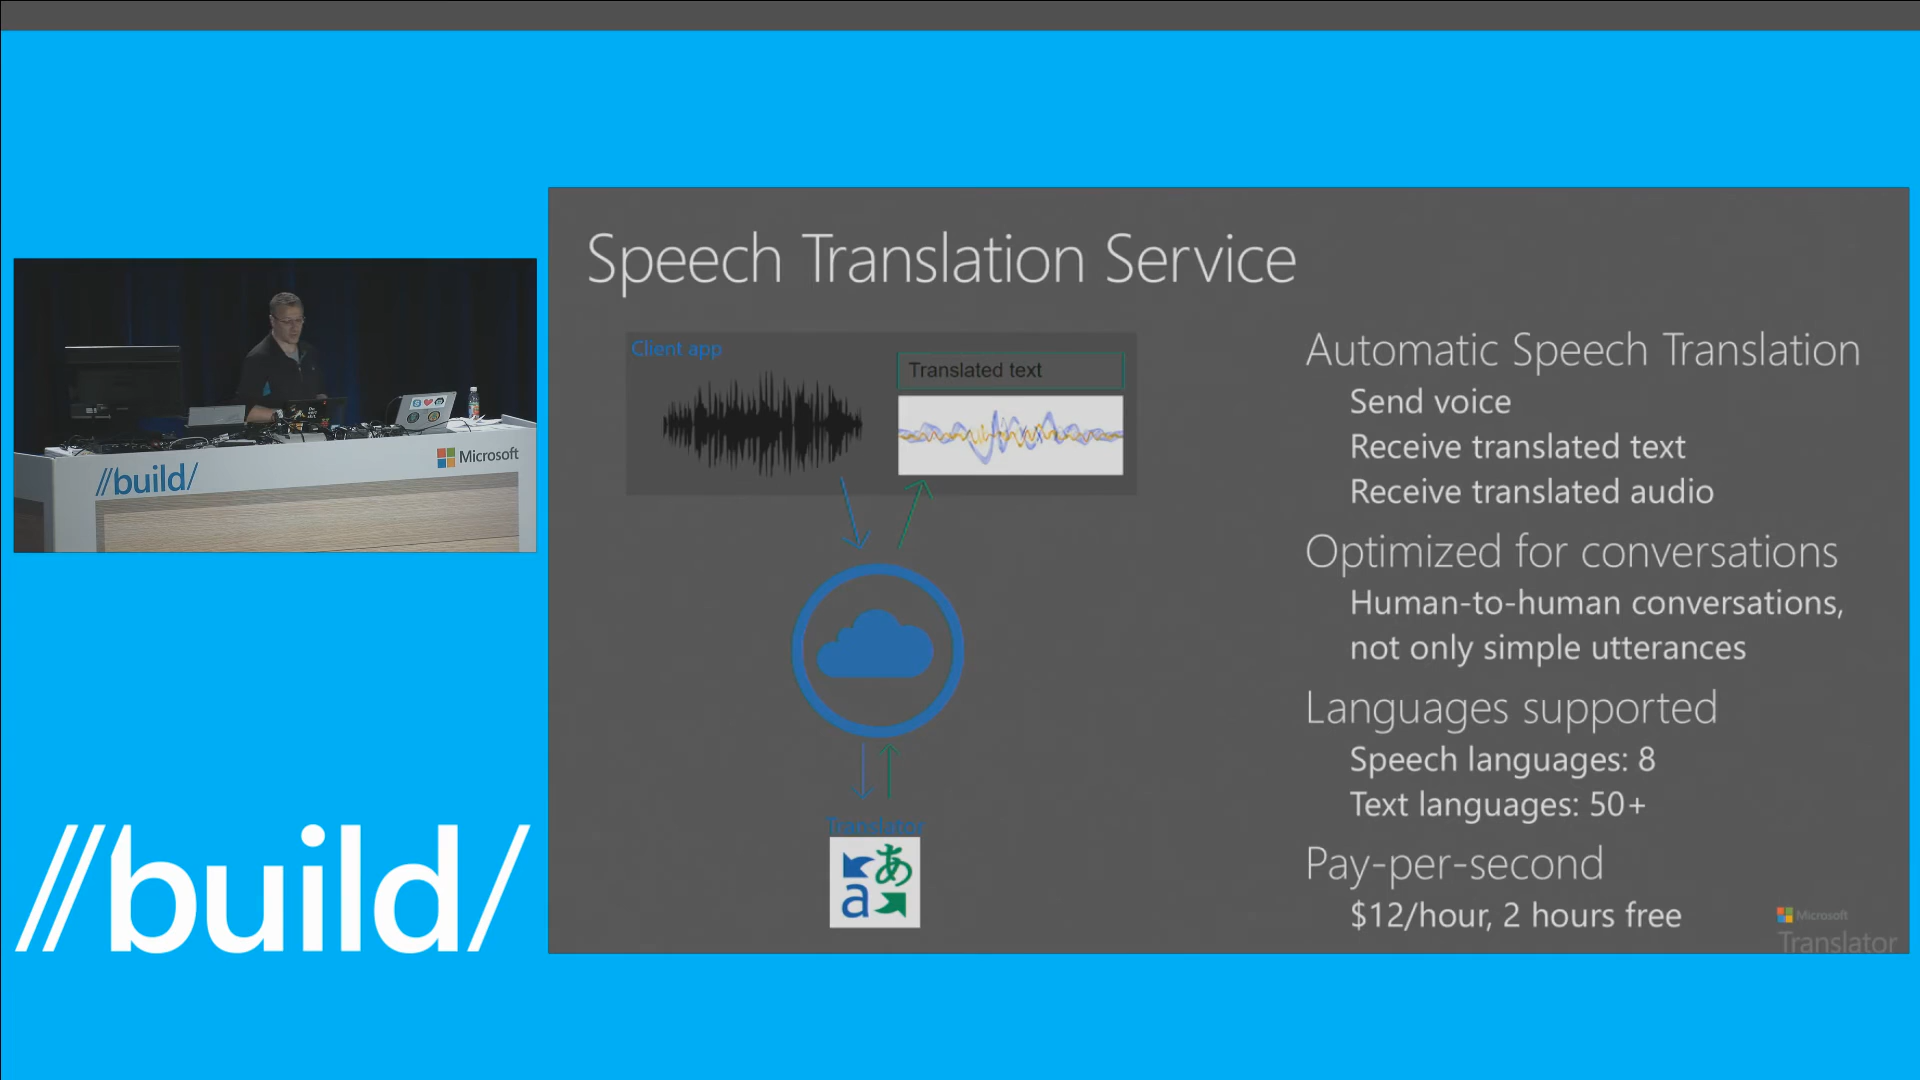 Speech Translation Service
Client app
Translated text
Translator
a あ
Automatic Speech Translation
Send voice
Receive translated text
Receive translated audio
Optimized for conversations
Human-to-human conversations,
not only simple utterances
Languages supported
Speech languages: 8
Text languages: 50+
Pay-per-second
$12/hour, 2 hours free
Microsoft
Translator
//build/
Microsoft
//build/